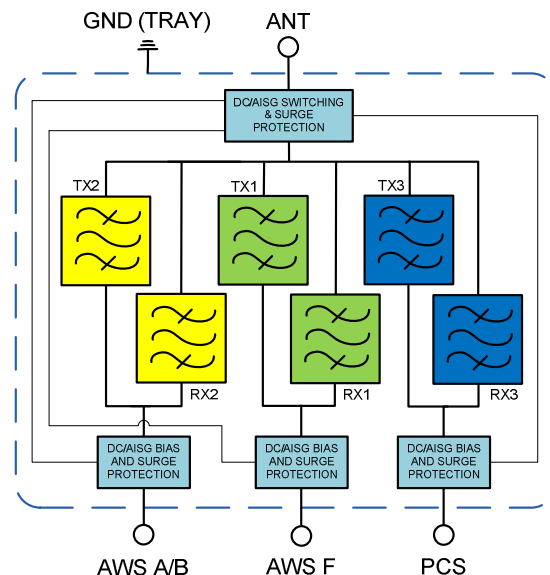 GND (TRAY)
ANT
DC/AISG SWITCHING
& SURGE
PROTECTION
TX2
TX1
TX3
RX2
RX1
RX3
DC/AISG BIAS
AND SURGE
PROTECTION
DC/AISG BIAS
AND SURGE
PROTECTION
DC/AISG BIAS
AND SURGE
PROTECTION
AWS A/B
AWS F
PCS